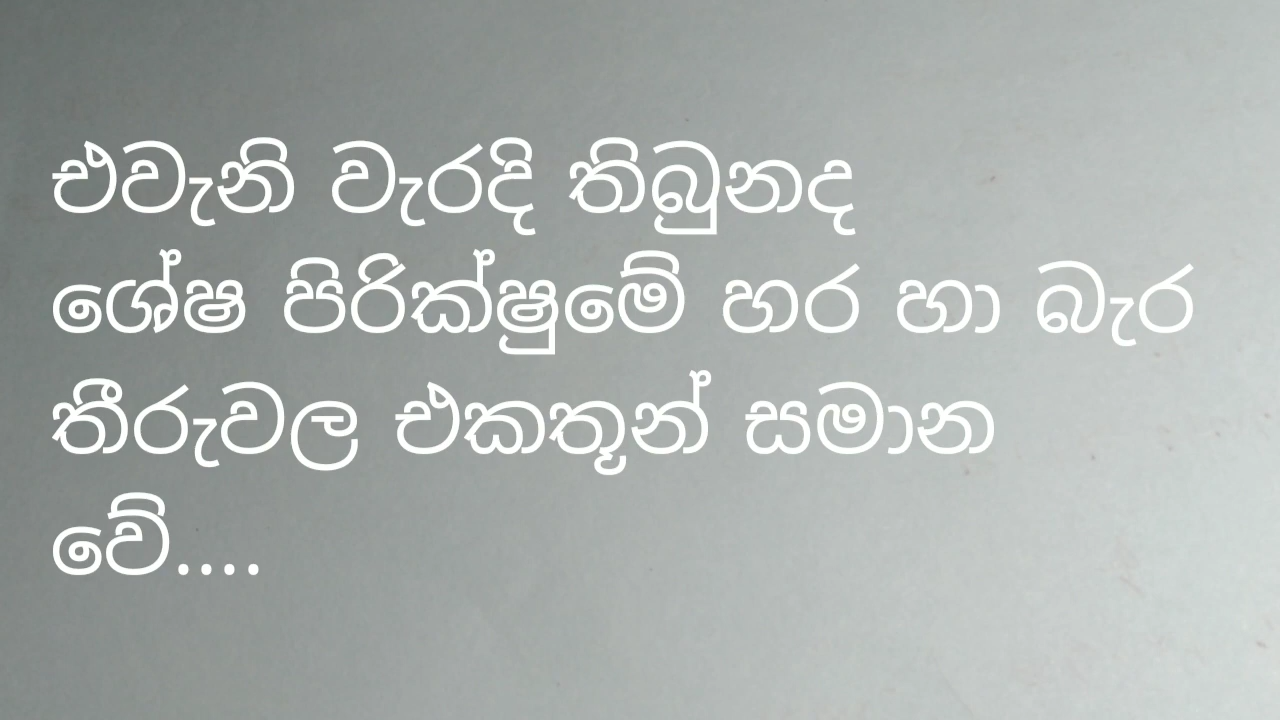 එවැනි වැරදි තිබුනද
ශේෂ පිරික්ෂුමේ හර හා බැර
තීරුවල එකතූන් සමාන
වේ....